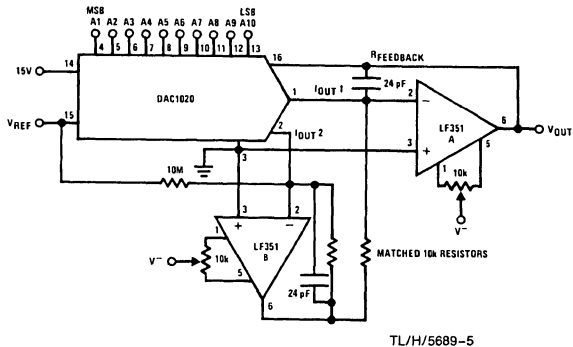 MSB LSB
A1 A2 A3 A4 A5 A6 A7 A8 A9 A10
4 5 6 7 8 9 10 11 12 13
15V 14
DAC1020
16
RFEEDBACK
24 pF
1 IOUT 1 2
VREF 15
2 IOUT 2
3
LF351
A
6 VOUT
3
1 10k 5
V−
10M
3 2
LF351
B
1
V− 10k
5
6
24 pF
MATCHED 10k RESISTORS
TL/H/5689-5